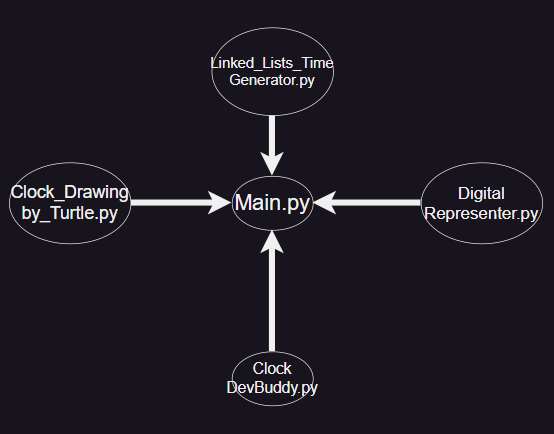 Linked_Lists_Time
Generator.py
Clock_Drawing
by_Turtle.py
Main.py
Digital
Representer.py
Clock
DevBuddy.py